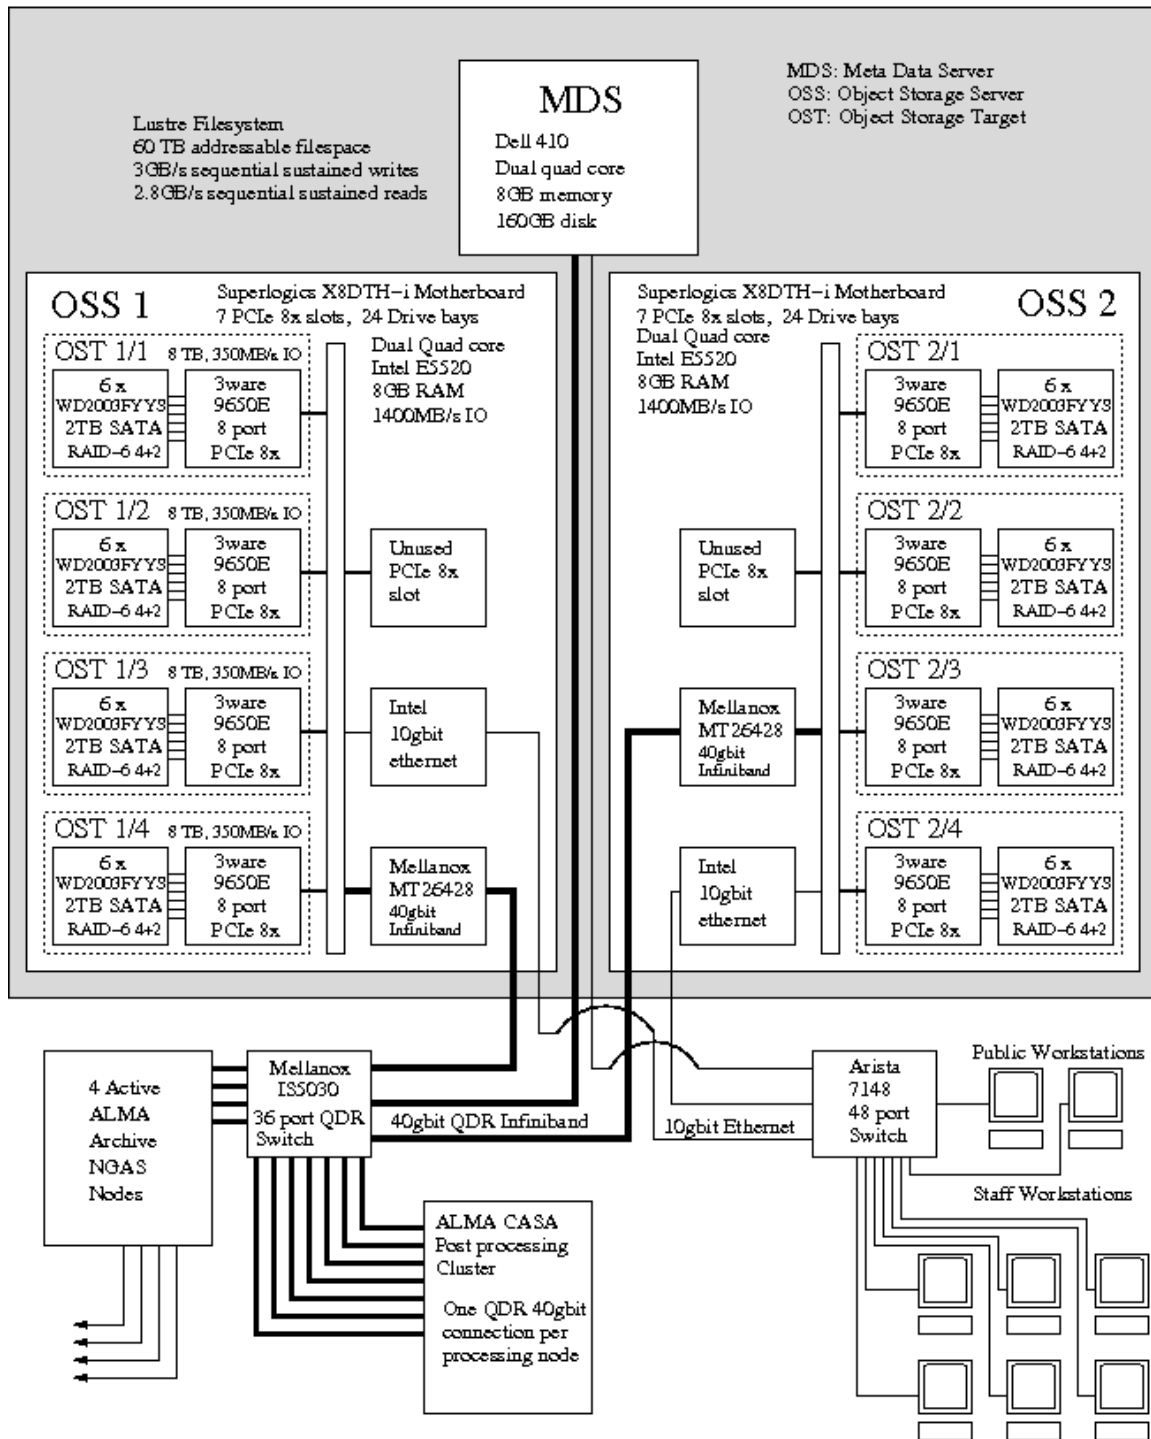 MDS: Meta Data Server
OSS: Object Storage Server
OST: Object Storage Target
Lustre Filesystem
60 TB addressable filespace
3GB/s sequential sustained writes
2.8GB/s sequential sustained reads
MDS
Dell 410
Dual quad core
8GB memory
160GB disk
OSS 1
Superlogics X8DTH-i Motherboard
7 PCIe 8x slots, 24 Drive bays
Dual Quad core
Intel E5520
8GB RAM
1400MB/s IO
OST 1/1 8 TB, 350MB/s IO
6 x
WD2003FYYS
2TB SATA
RAID-6 4+2
3ware
9650E
8 port
PCIe 8x
OST 1/2 8 TB, 350MB/s IO
6 x
WD2003FYYS
2TB SATA
RAID-6 4+2
3ware
9650E
8 port
PCIe 8x
Unused
PCIe 8x
slot
OST 1/3 8 TB, 350MB/s IO
6 x
WD2003FYYS
2TB SATA
RAID-6 4+2
3ware
9650E
8 port
PCIe 8x
Intel
10gbit
ethernet
OST 1/4 8 TB, 350MB/s IO
6 x
WD2003FYYS
2TB SATA
RAID-6 4+2
3ware
9650E
8 port
PCIe 8x
Mellanox
MT26428
40gbit
Infiniband
OSS 2
Superlogics X8DTH-i Motherboard
7 PCIe 8x slots, 24 Drive bays
Dual Quad core
Intel E5520
8GB RAM
1400MB/s IO
OST 2/1
3ware
9650E
8 port
PCIe 8x
6 x
WD2003FYYS
2TB SATA
RAID-6 4+2
Unused
PCIe 8x
slot
OST 2/2
3ware
9650E
8 port
PCIe 8x
6 x
WD2003FYYS
2TB SATA
RAID-6 4+2
Mellanox
MT26428
40gbit
Infiniband
OST 2/3
3ware
9650E
8 port
PCIe 8x
6 x
WD2003FYYS
2TB SATA
RAID-6 4+2
Intel
10gbit
ethernet
OST 2/4
3ware
9650E
8 port
PCIe 8x
6 x
WD2003FYYS
2TB SATA
RAID-6 4+2
4 Active
ALMA
Archive
NGAS
Nodes
Mellanox
IS5030
36 port QDR
Switch
40gbit QDR Infiniband
10gbit Ethernet
Arista
7148
48 port
Switch
Public Workstations
Staff Workstations
ALMA CASA
Post processing
Cluster
One QDR 40gbit
connection per
processing node